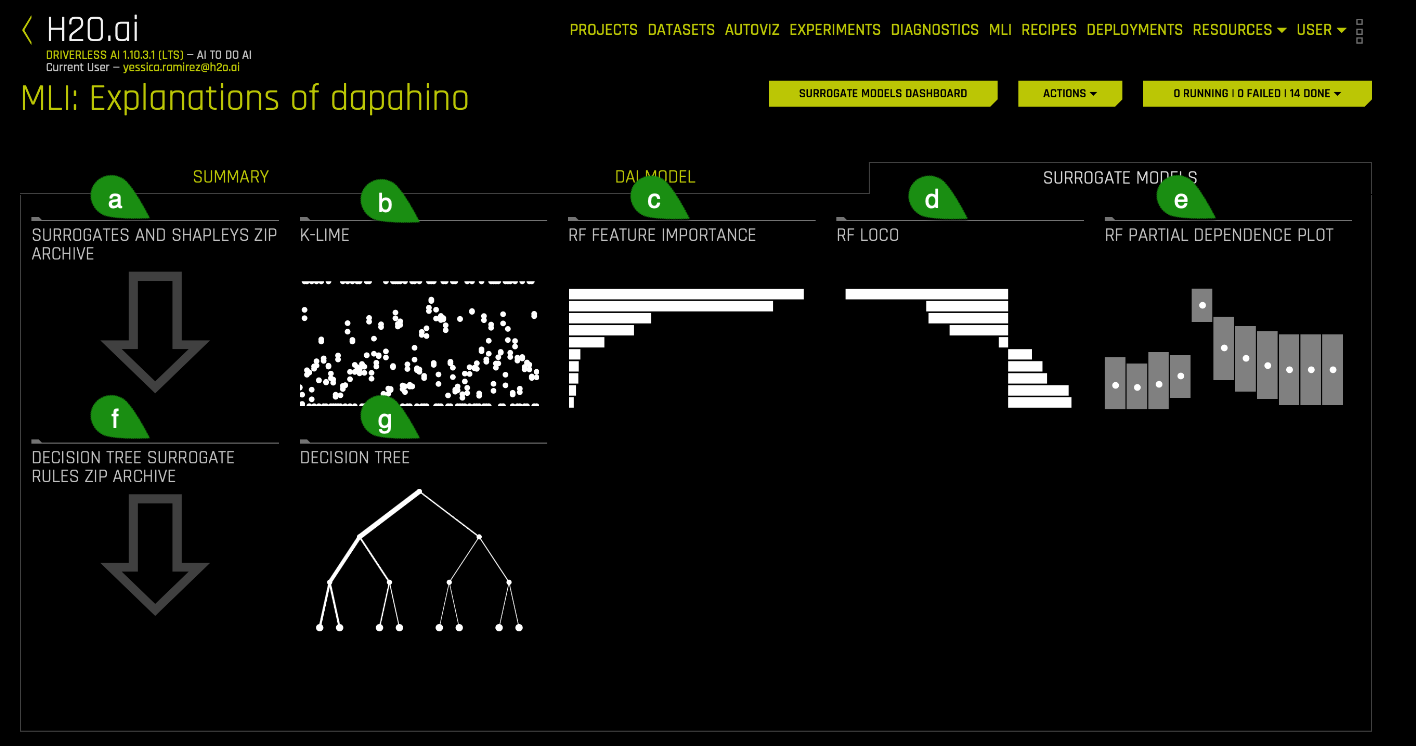 H2O.ai
DRIVERLESS AI 1.10.3.1 (LTS) — AI TO DO AI
Current User — yessica.ramirez@h2o.ai
PROJECTS DATASETS AUTOVIZ EXPERIMENTS DIAGNOSTICS MLI RECIPES DEPLOYMENTS RESOURCES USER
MLI: Explanations of dapahino
SURROGATE MODELS DASHBOARD
ACTIONS
0 RUNNING | 0 FAILED | 14 DONE
SUMMARY
DAI MODEL
SURROGATE MODELS
a
b
c
d
e
SURROGATES AND SHAPLEYS ZIP
ARCHIVE
K-LIME
RF FEATURE IMPORTANCE
RF LOCO
RF PARTIAL DEPENDENCE PLOT
f
g
DECISION TREE SURROGATE
RULES ZIP ARCHIVE
DECISION TREE